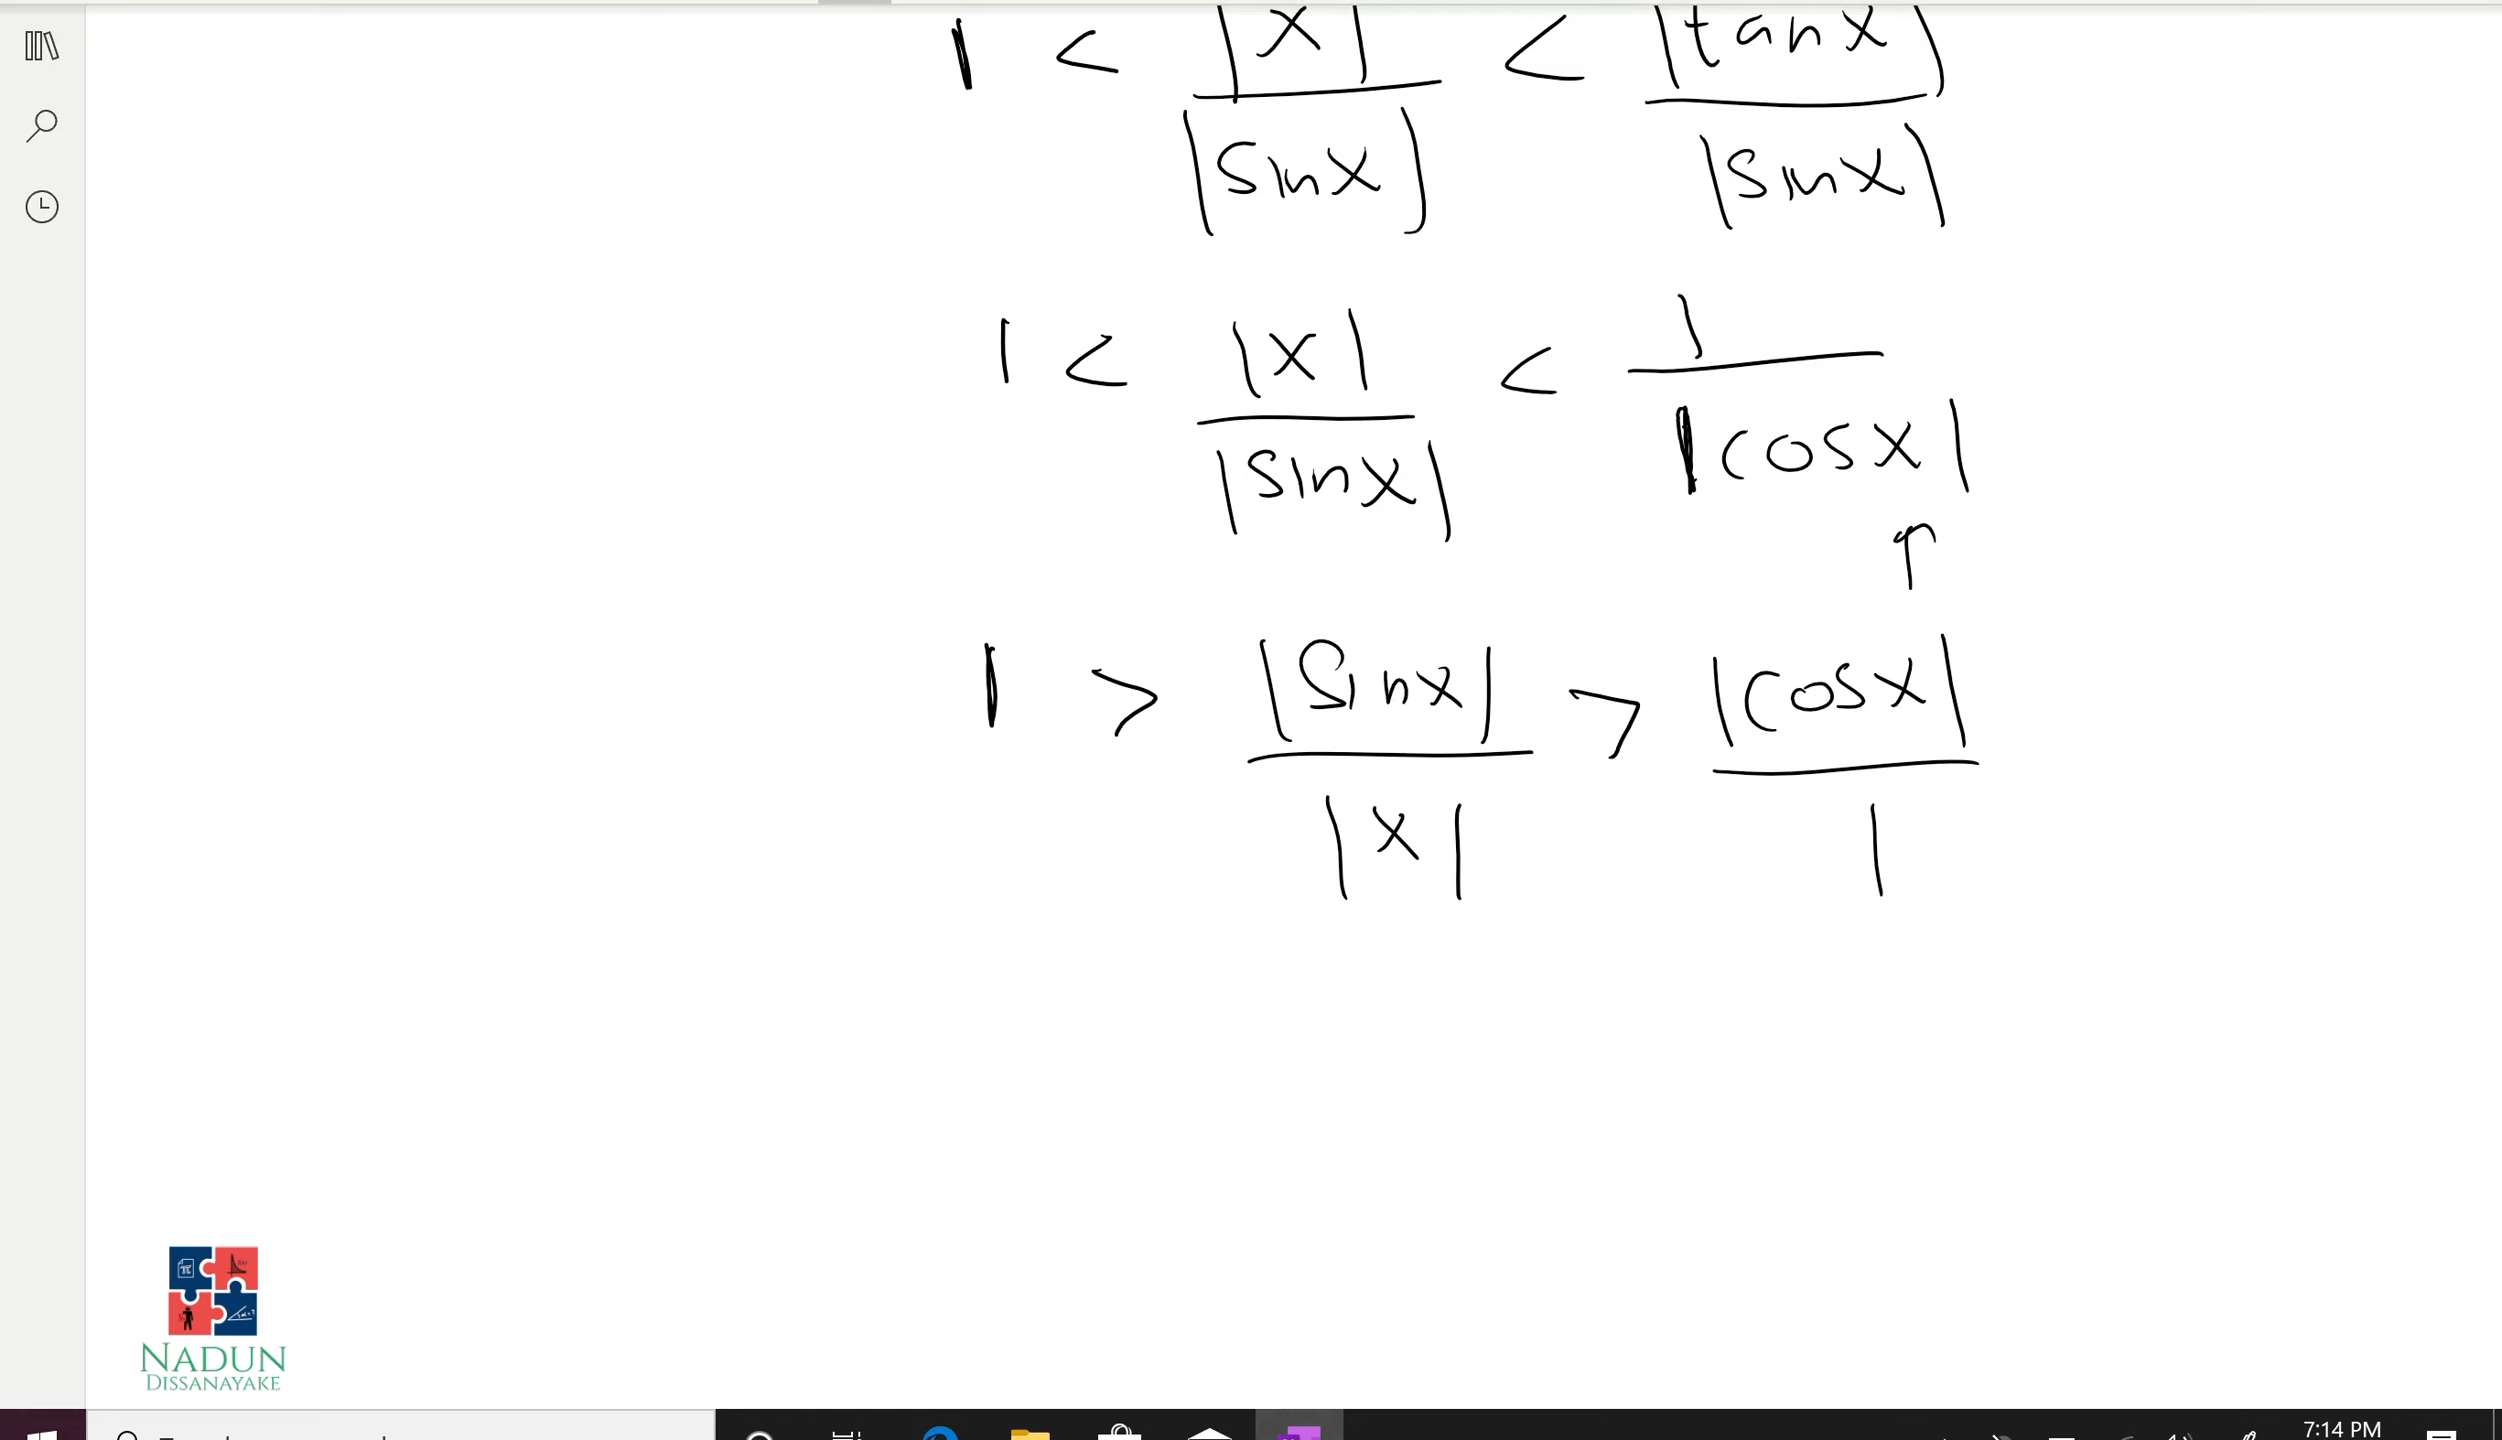 1 < |x| / |sinx| < |tanx| / |sinx|
1 < |x| / |sinx| < 1 / |cosx|
1 > |sinx| / |x| > |cosx| / 1
NADUN
DISSANAYAKE
7:14 PM